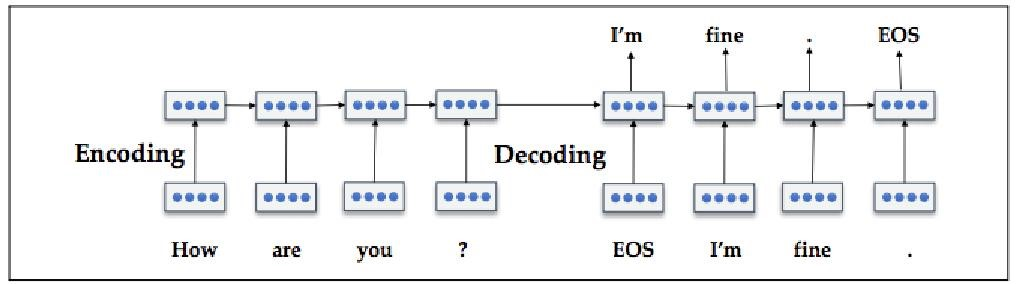 I'm fine . EOS
Encoding Decoding
How are you ? EOS I'm fine .